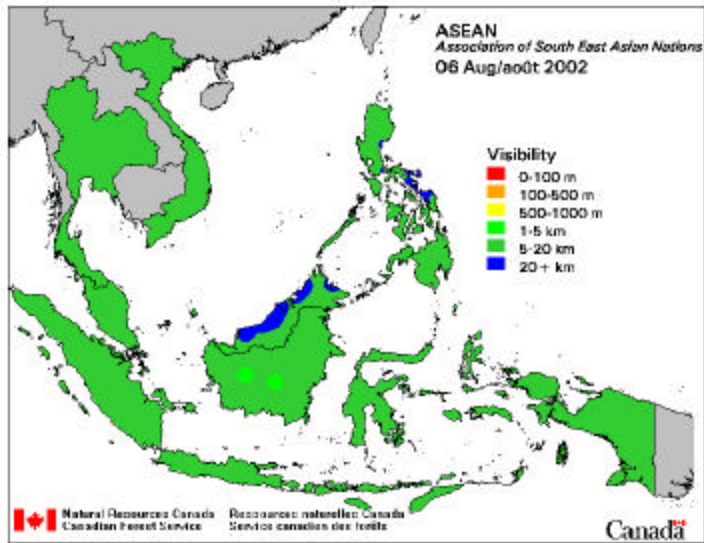 ASEAN
Association of South East Asian Nations
06 Aug/août 2002
Visibility
0-100 m
100-500 m
500-1000 m
1-5 km
5-20 km
20+ km
Natural Resources Canada
Canadian Forest Service
Ressources naturelles Canada
Service canadien des forêts
Canada